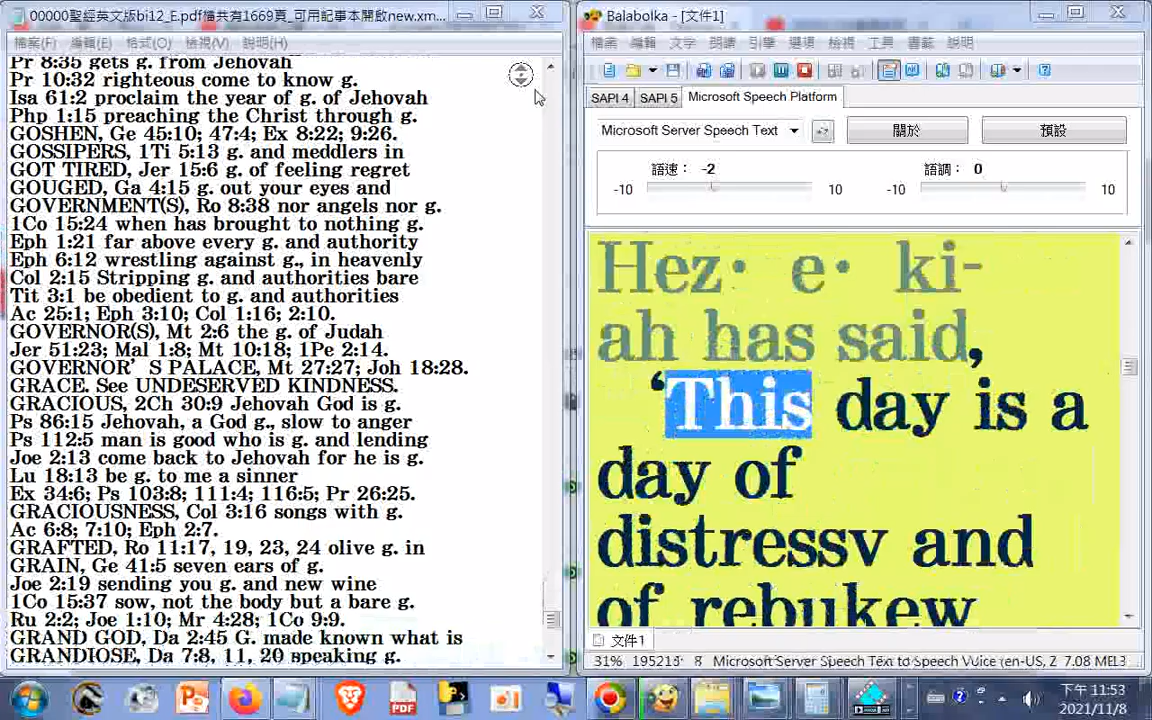 00000聖經英文版bi12_E.pdf檔共有1669頁_可用記事本開啟new.xm...
檔案(F) 編輯(E) 格式(O) 檢視(V) 說明(H)
Pr 8:35 gets g. from Jehovah
Pr 10:32 righteous come to know g.
Isa 61:2 proclaim the year of g. of Jehovah
Php 1:15 preaching the Christ through g.
GOSHEN, Ge 45:10; 47:4; Ex 8:22; 9:26.
GOSSIPERS, 1Ti 5:13 g. and meddlers in
GOT TIRED, Jer 15:6 g. of feeling regret
GOUGED, Ga 4:15 g. out your eyes and
GOVERNMENT(S), Ro 8:38 nor angels nor g.
1Co 15:24 when has brought to nothing g.
Eph 1:21 far above every g. and authority
Eph 6:12 wrestling against g., in heavenly
Col 2:15 Stripping g. and authorities bare
Tit 3:1 be obedient to g. and authorities
Ac 25:1; Eph 3:10; Col 1:16; 2:10.
GOVERNOR(S), Mt 2:6 the g. of Judah
Jer 51:23; Mal 1:8; Mt 10:18; 1Pe 2:14.
GOVERNOR'S PALACE, Mt 27:27; Joh 18:28.
GRACE. See UNDESERVED KINDNESS.
GRACIOUS, 2Ch 30:9 Jehovah God is g.
Ps 86:15 Jehovah, a God g., slow to anger
Ps 112:5 man is good who is g. and lending
Joe 2:13 come back to Jehovah for he is g.
Lu 18:13 be g. to me a sinner
Ex 34:6; Ps 103:8; 111:4; 116:5; Pr 26:25.
GRACIOUSNESS, Col 3:16 songs with g.
Ac 6:8; 7:10; Eph 2:7.
GRAFTED, Ro 11:17, 19, 23, 24 olive g. in
GRAIN, Ge 41:5 seven ears of g.
Joe 2:19 sending you g. and new wine
1Co 15:37 sow, not the body but a bare g.
Ru 2:2; Joe 1:10; Mr 4:28; 1Co 9:9.
GRAND GOD, Da 2:45 G. made known what is
GRANDIOSE, Da 7:8, 11, 20 speaking g.
Balabolka - [文件1]
檔案 編輯 文字 朗讀 引擎 選項 檢視 工具 書籤 說明
SAPI 4 SAPI 5 Microsoft Speech Platform
Microsoft Server Speech Text 關於 預設
語速： -2 語調： 0
-10 10 -10 10
Hez· e· ki-
ah has said,
‘This day is a
day of
distressv and
of rebukew
文件1
31% 19521 8 Microsoft Server Speech Text to Speech Voice (en-US, Z 7.08 MEL3
PDF
下午 11:53
2021/11/8